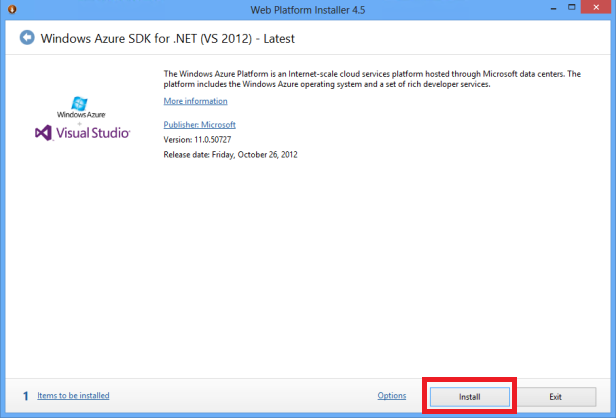 Web Platform Installer 4.5
Windows Azure SDK for .NET (VS 2012) - Latest
The Windows Azure Platform is an Internet-scale cloud services platform hosted through Microsoft data centers. The
platform includes the Windows Azure operating system and a set of rich developer services.
More information
Windows Azure
+
Visual Studio
Publisher: Microsoft
Version: 11.0.50727
Release date: Friday, October 26, 2012
1 Items to be installed
Options
Install
Exit